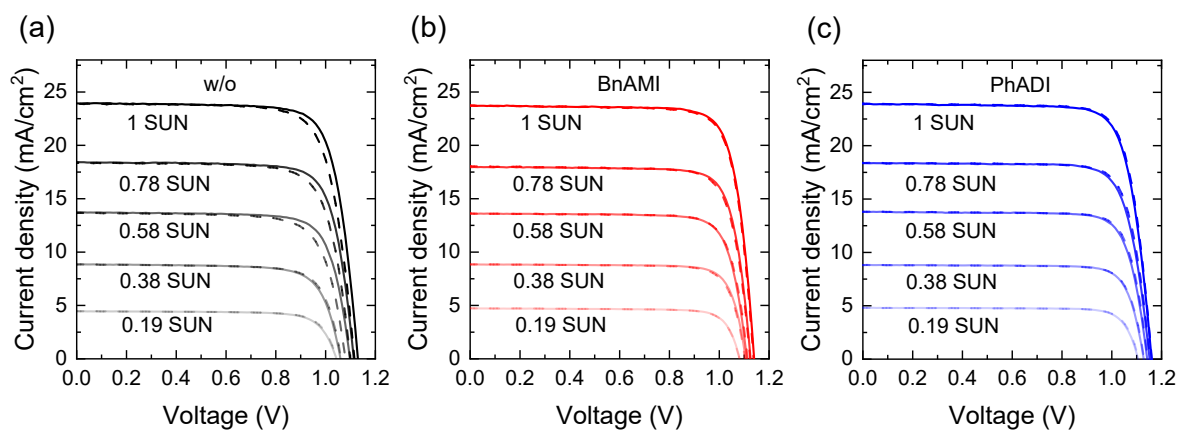 (a)
w/o
Current density (mA/cm²)
25
20
15
10
5
0
1 SUN
0.78 SUN
0.58 SUN
0.38 SUN
0.19 SUN
0.0 0.2 0.4 0.6 0.8 1.0 1.2
Voltage (V)
(b)
BnAMI
Current density (mA/cm²)
25
20
15
10
5
0
1 SUN
0.78 SUN
0.58 SUN
0.38 SUN
0.19 SUN
0.0 0.2 0.4 0.6 0.8 1.0 1.2
Voltage (V)
(c)
PhADI
Current density (mA/cm²)
25
20
15
10
5
0
1 SUN
0.78 SUN
0.58 SUN
0.38 SUN
0.19 SUN
0.0 0.2 0.4 0.6 0.8 1.0 1.2
Voltage (V)